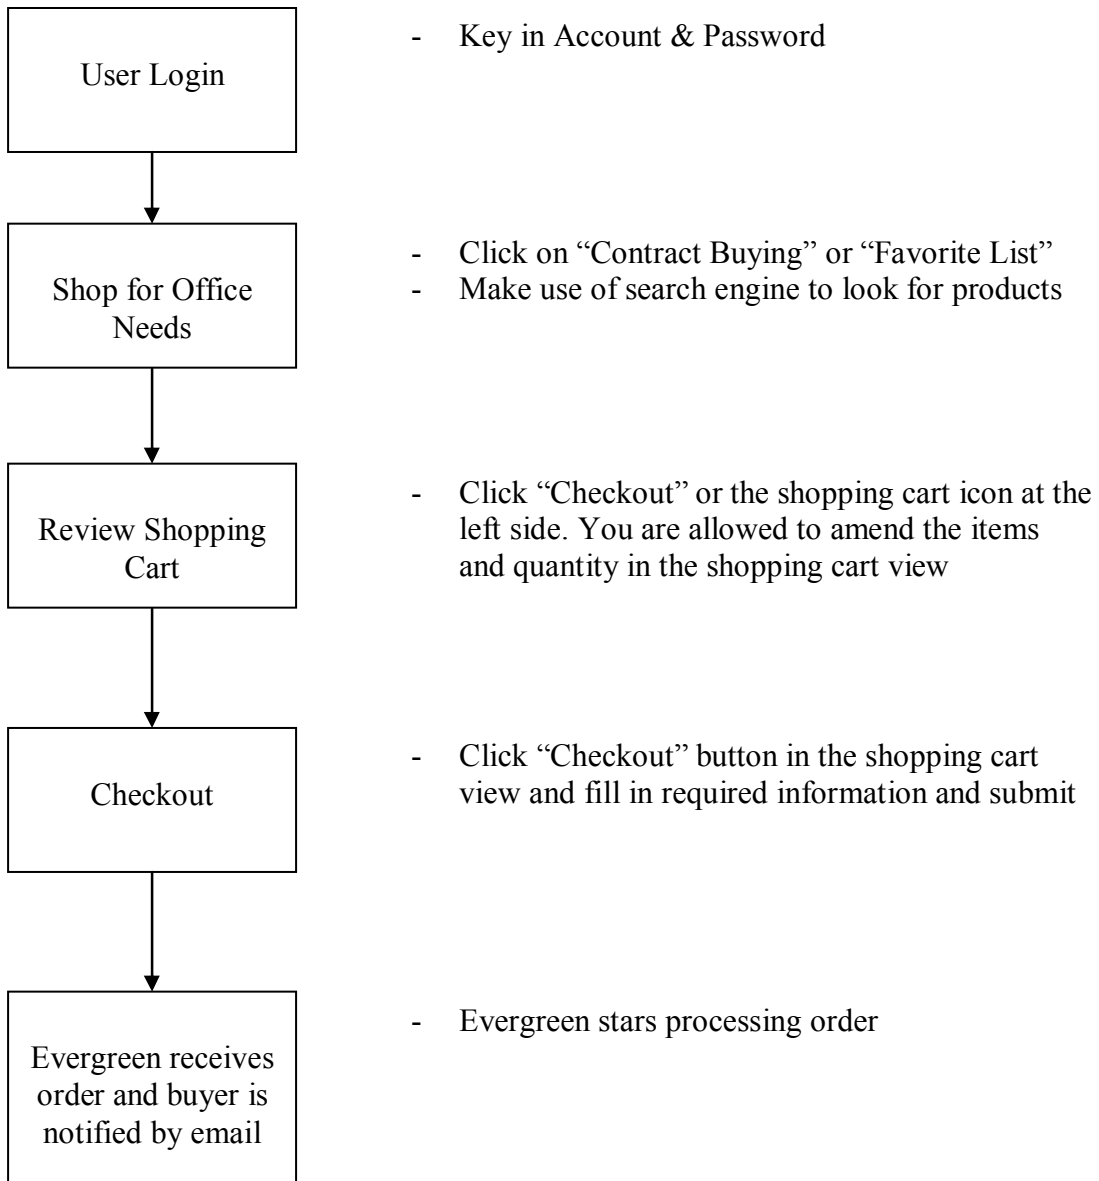 User Login
- Key in Account & Password
Shop for Office
Needs
- Click on “Contract Buying” or “Favorite List”
- Make use of search engine to look for products
Review Shopping
Cart
- Click “Checkout” or the shopping cart icon at the
left side. You are allowed to amend the items
and quantity in the shopping cart view
Checkout
- Click “Checkout” button in the shopping cart
view and fill in required information and submit
Evergreen receives
order and buyer is
notified by email
- Evergreen stars processing order